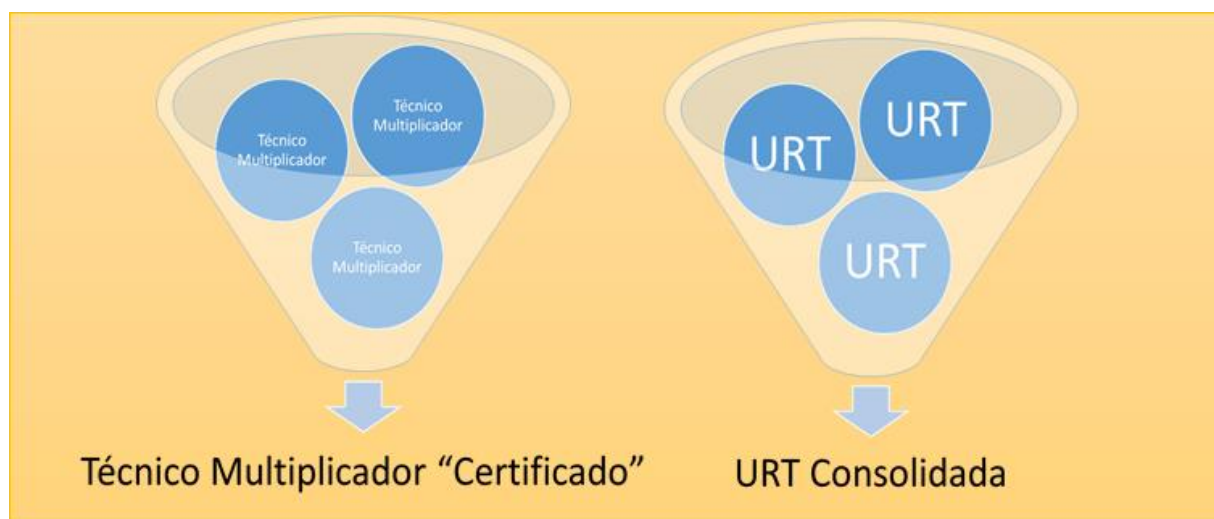 Técnico
Multiplicador
Técnico
Multiplicador
Técnico
Multiplicador
Técnico Multiplicador “Certificado”
URT
URT
URT
URT Consolidada